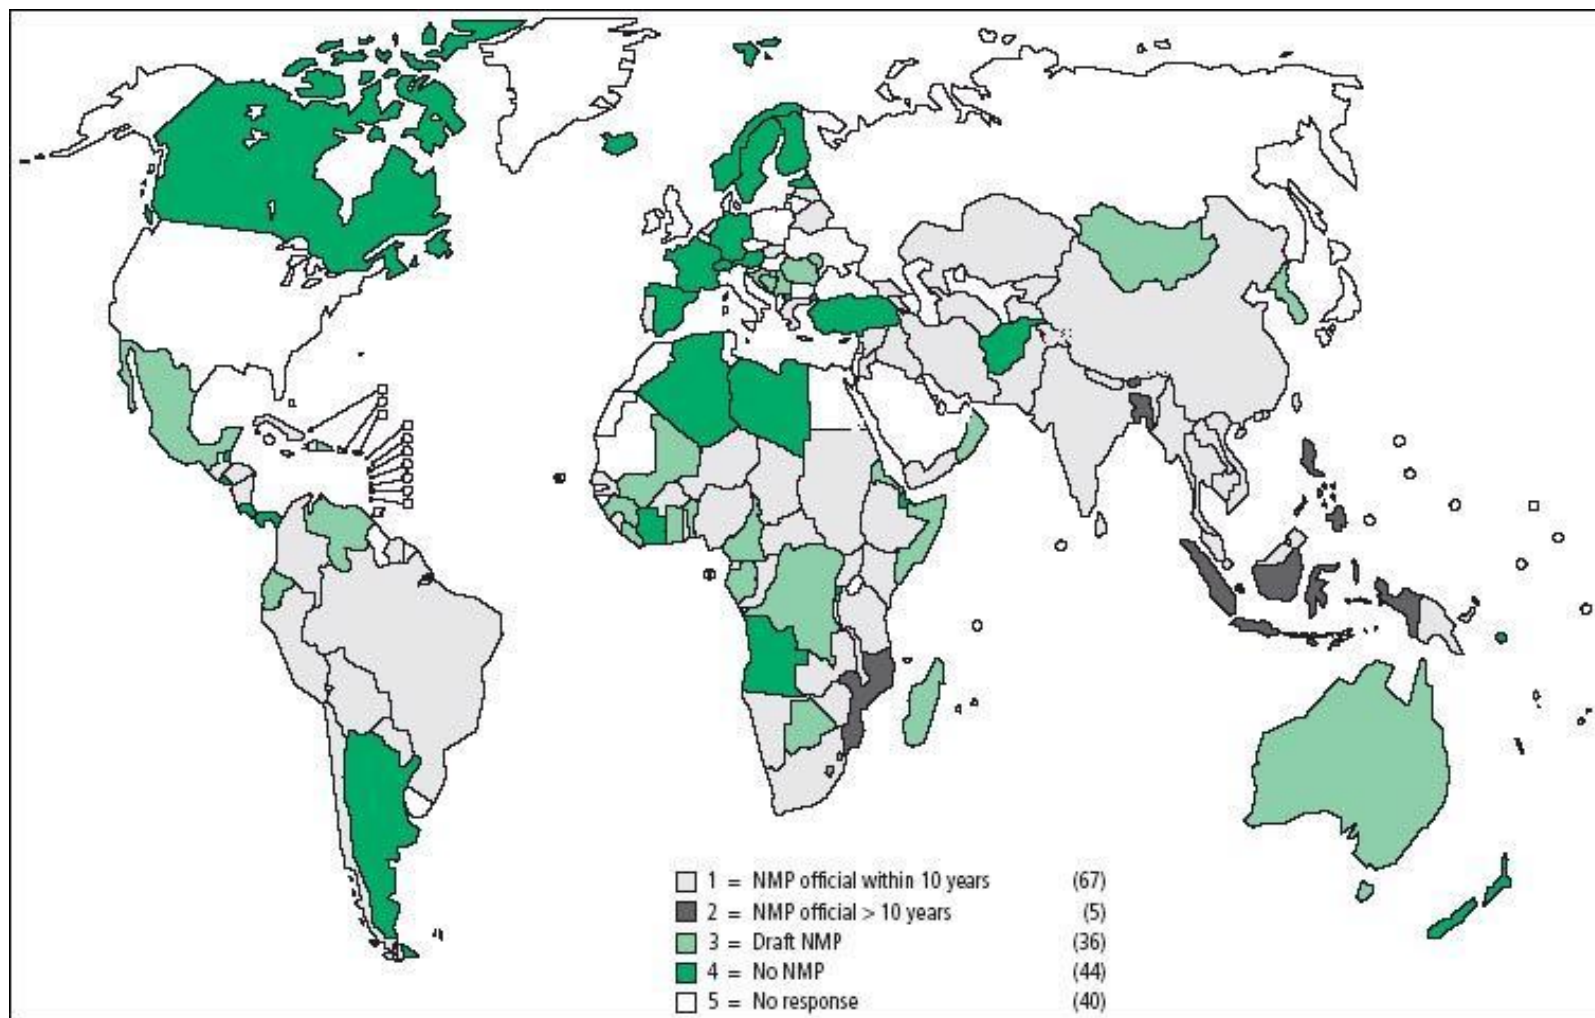 1 = NMP official within 10 years (67)
2 = NMP official > 10 years (5)
3 = Draft NMP (36)
4 = No NMP (44)
5 = No response (40)